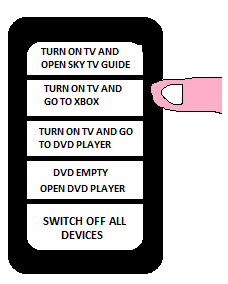 TURN ON TV AND
OPEN SKY TV GUIDE
TURN ON TV AND
GO TO XBOX
TURN ON TV AND GO
TO DVD PLAYER
DVD EMPTY
OPEN DVD PLAYER
SWITCH OFF ALL
DEVICES